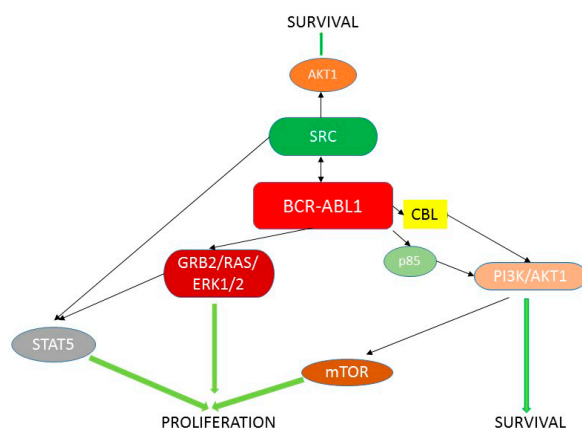 SURVIVAL
AKT1
SRC
BCR-ABL1
CBL
GRB2/RAS/
ERK1/2
p85
PI3K/AKT1
STAT5
mTOR
PROLIFERATION
SURVIVAL